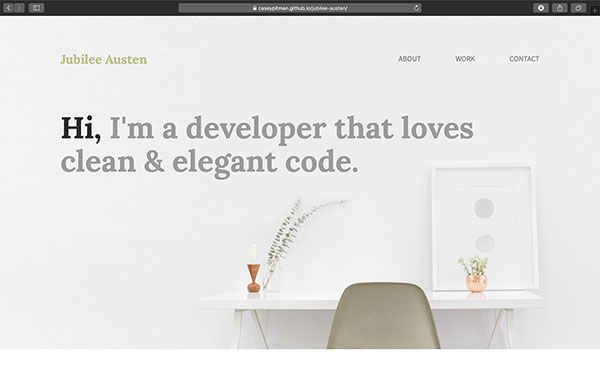 caseypitman.github.io/jubilee-austen/
Jubilee Austen
ABOUT WORK CONTACT
Hi, I'm a developer that loves
clean & elegant code.